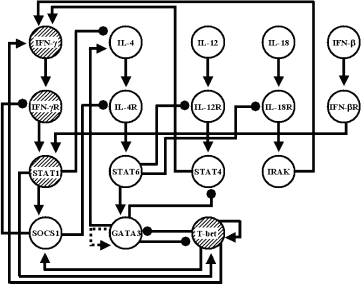 IFN-γ IL-4 IL-12 IL-18 IFN-β
IFN-γR IL-4R IL-12R IL-18R IFN-βR
STAT1 STAT6 STAT4 IRAK
SOCS1 GATA3 T-bet